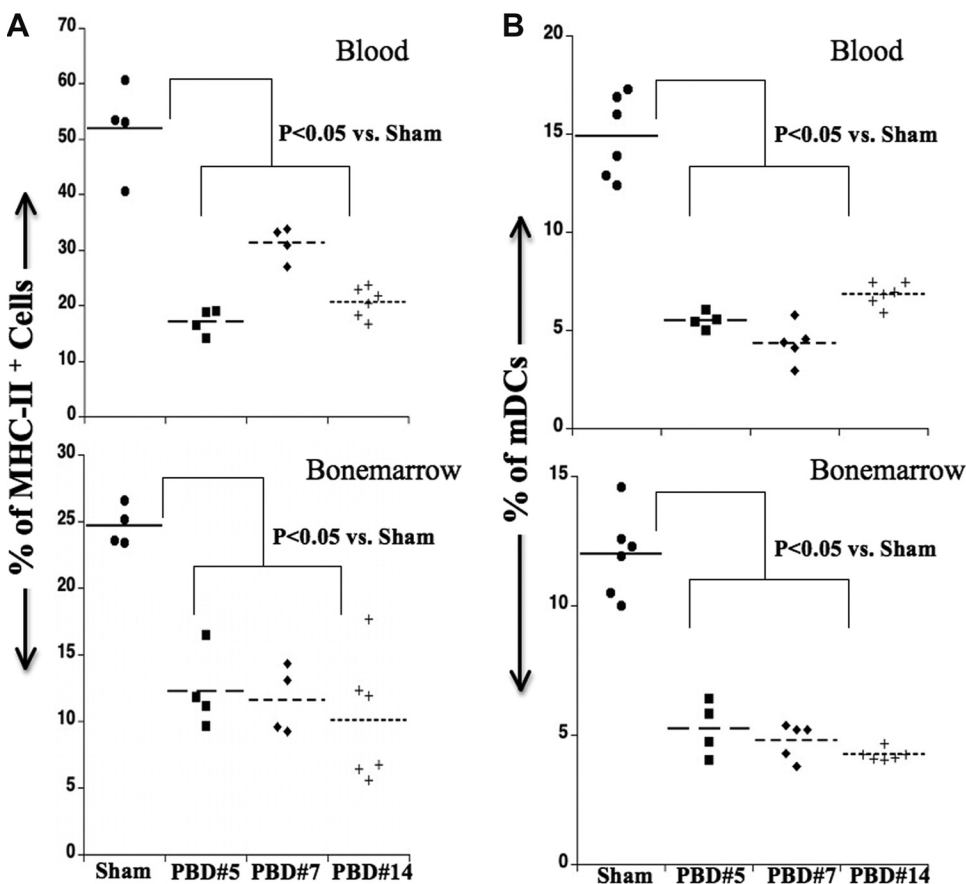 A
70
60
50
40
30
20
10
0
Blood
P<0.05 vs. Sham
% of MHC-II + Cells
30
25
20
15
10
5
0
Bonemarrow
P<0.05 vs. Sham
Sham PBD#5 PBD#7 PBD#14
B
20
15
10
5
0
Blood
P<0.05 vs. Sham
% of mDCs
15
10
5
0
Bonemarrow
P<0.05 vs. Sham
Sham PBD#5 PBD#7 PBD#14